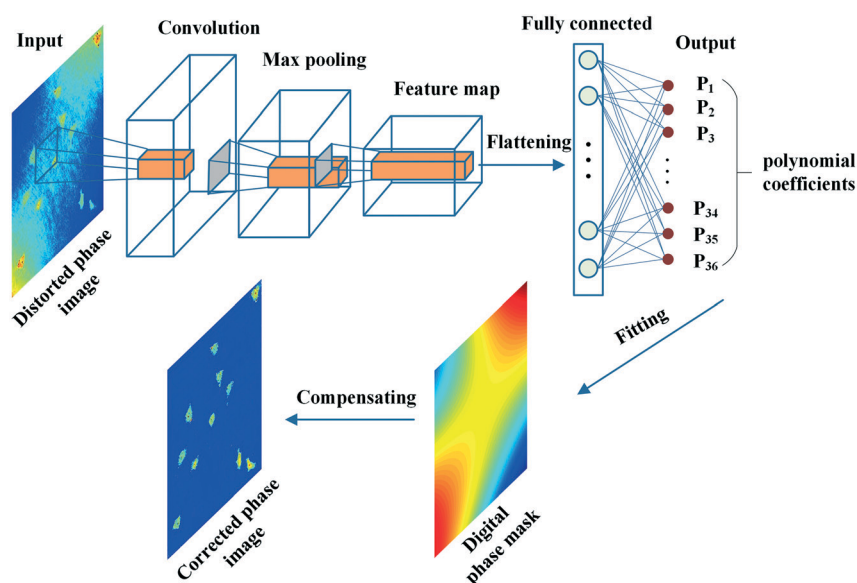 Input
Convolution
Max pooling
Feature map
Flattening
Fully connected
Output
P1
P2
P3
P34
P35
P36
polynomial
coefficients
Distorted phase
image
Fitting
Digital
phase mask
Compensating
Corrected phase
image